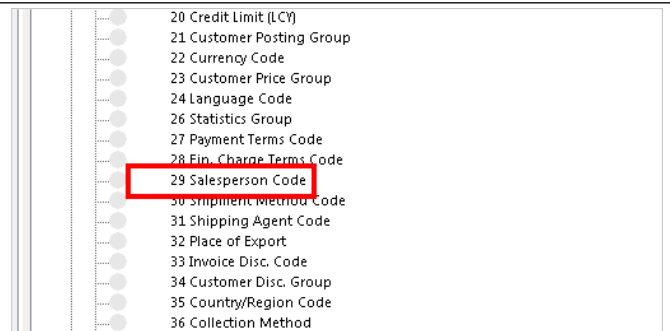 20 Credit Limit (LCY)
21 Customer Posting Group
22 Currency Code
23 Customer Price Group
24 Language Code
26 Statistics Group
27 Payment Terms Code
28 Fin. Charge Terms Code
29 Salesperson Code
30 Shipment Method Code
31 Shipping Agent Code
32 Place of Export
33 Invoice Disc. Code
34 Customer Disc. Group
35 Country/Region Code
36 Collection Method